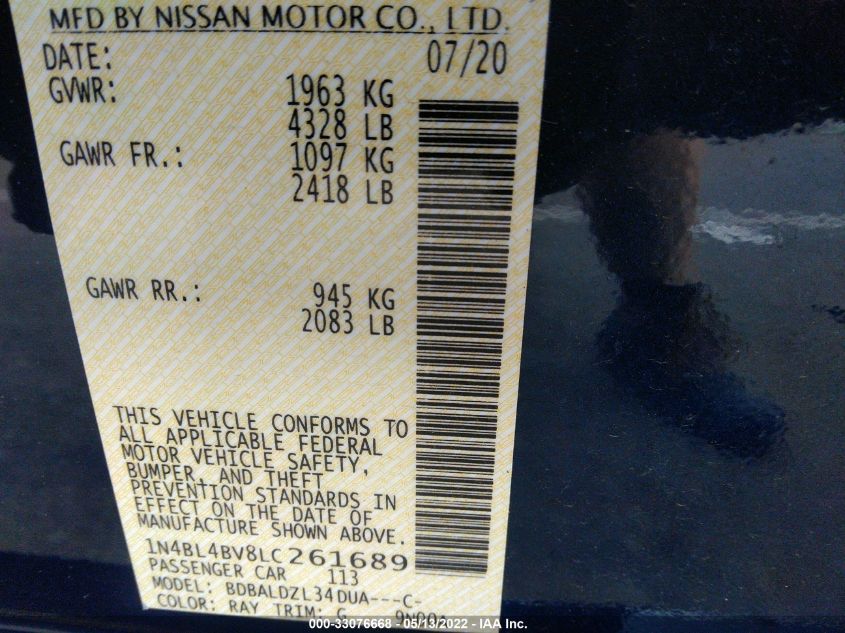 MFD BY NISSAN MOTOR CO., LTD.
DATE: 07/20
GVWR: 1963 KG
4328 LB
GAWR FR.: 1097 KG
2418 LB
GAWR RR.: 945 KG
2083 LB
THIS VEHICLE CONFORMS TO
ALL APPLICABLE FEDERAL
MOTOR VEHICLE SAFETY,
BUMPER, AND THEFT
PREVENTION STANDARDS IN
EFFECT ON THE DATE OF
MANUFACTURE SHOWN ABOVE.
1N4BL4BV8LC261689
PASSENGER CAR 113
MODEL: BDBALDZL34DUA---C-
COLOR: RAY TRIM: G
000-33076668 - 05/13/2022 - IAA Inc.